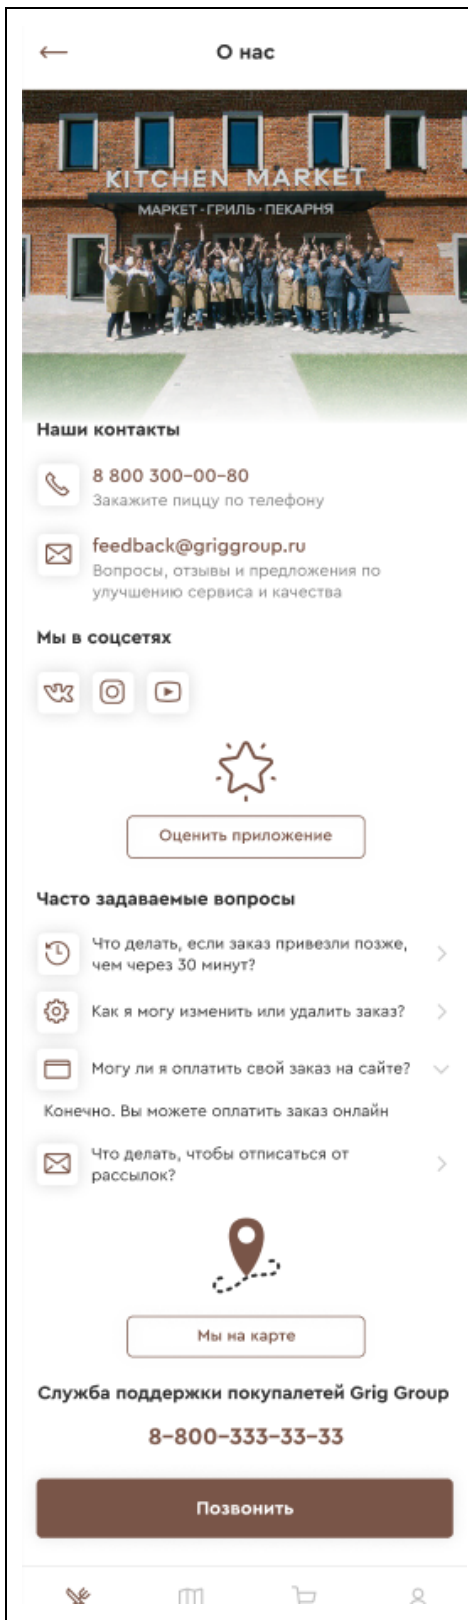 О нас
KITCHEN MARKET
МАРКЕТ·ГРИЛЬ·ПЕКАРНЯ
Наши контакты
8 800 300-00-80
Закажите пиццу по телефону
feedback@griggroup.ru
Вопросы, отзывы и предложения по
улучшению сервиса и качества
Мы в соцсетях
Оценить приложение
Часто задаваемые вопросы
Что делать, если заказ привезли позже,
чем через 30 минут?
Как я могу изменить или удалить заказ?
Могу ли я оплатить свой заказ на сайте?
Конечно. Вы можете оплатить заказ онлайн
Что делать, чтобы отписаться от
рассылок?
Мы на карте
Служба поддержки покупалетей Grig Group
8-800-333-33-33
Позвонить